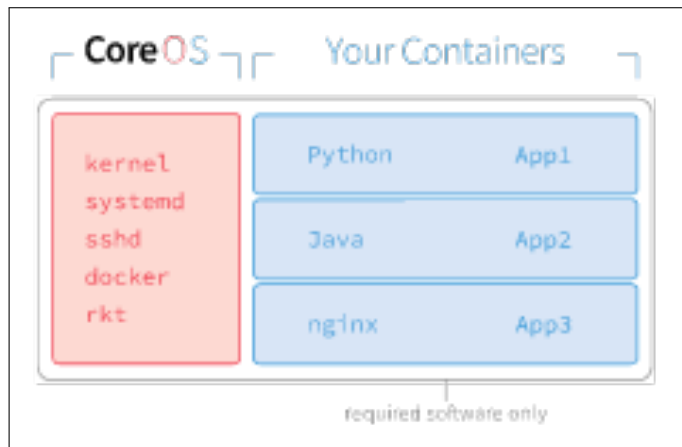 CoreOS Your Containers
kernel
systemd
sshd
docker
rkt
Python App1
Java App2
nginx App3
required software only